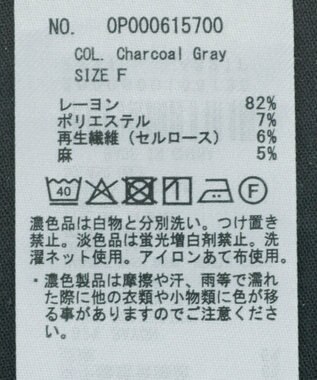 NO. 0P000615700
COL. Charcoal Gray
SIZE F
レーヨン 82%
ポリエステル 7%
再生繊維(セルロース) 6%
麻 5%
40
F
濃色品は白物と分別洗い。つけ置き
禁止。淡色品は蛍光増白剤禁止。洗
濯ネット使用。アイロンあて布使用。
・濃色製品は摩擦や汗、雨等で濡れ
た際に他の衣類や小物類に色が移
る事がありますのでご注意くださ
い。